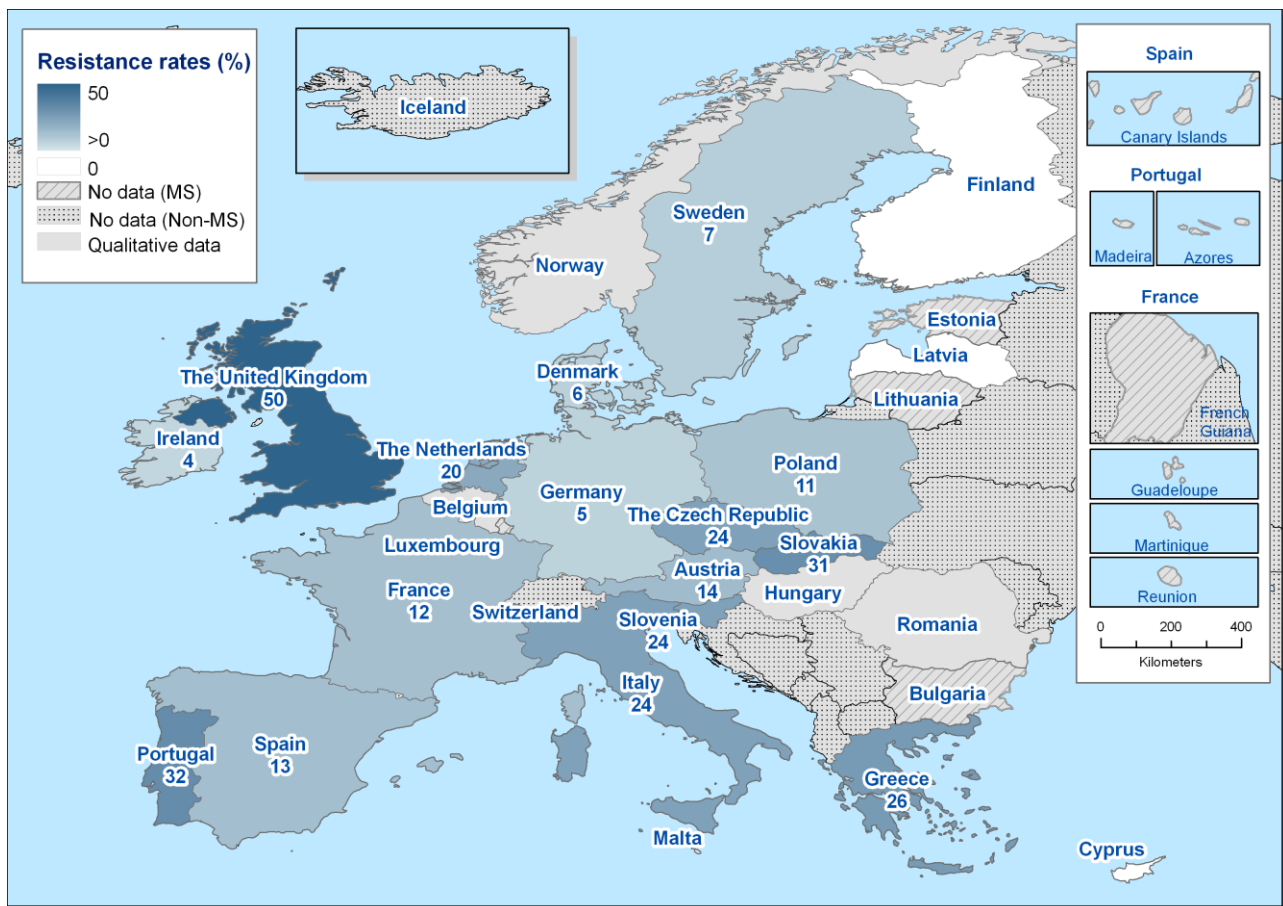 Resistance rates (%)
50
>0
0
No data (MS)
No data (Non-MS)
Qualitative data
Iceland
Spain
Canary Islands
Portugal
Madeira
Azores
France
French
Guiana
Guadeloupe
Martinique
Reunion
0 200 400
Kilometers
Finland
Sweden
7
Norway
Estonia
Latvia
Lithuania
Denmark
6
The United Kingdom
50
Ireland
4
The Netherlands
20
Belgium
Luxembourg
Germany
5
Poland
11
The Czech Republic
24
Slovakia
31
Austria
14
Hungary
France
12
Switzerland
Slovenia
24
Romania
Italy
24
Bulgaria
Portugal
32
Spain
13
Greece
26
Malta
Cyprus